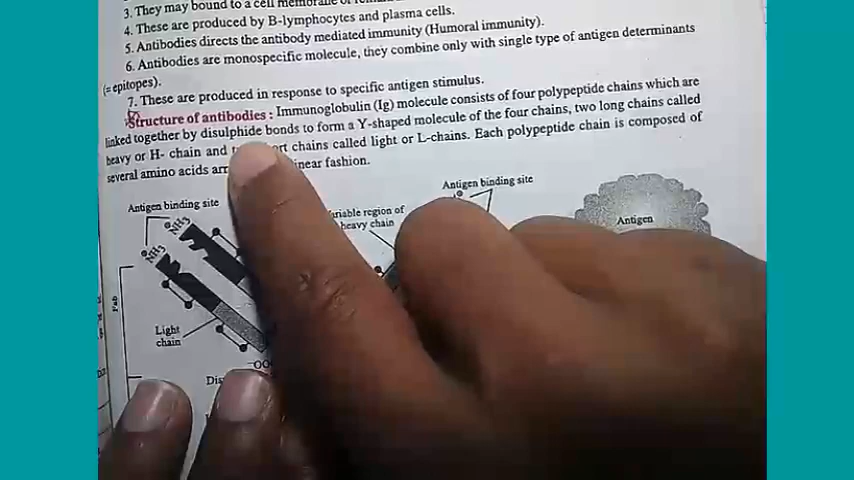 3. They may bound to a cell membrane or
4. These are produced by B-lymphocytes and plasma cells.
5. Antibodies directs the antibody mediated immunity (Humoral immunity).
6. Antibodies are monospecific molecule, they combine only with single type of antigen determinants
(= epitopes).
7. These are produced in response to specific antigen stimulus.
Structure of antibodies : Immunoglobulin (Ig) molecule consists of four polypeptide chains which are
linked together by disulphide bonds to form a Y-shaped molecule of the four chains, two long chains called
heavy or H- chain and chains called light or L-chains. Each polypeptide chain is composed of
several amino acids linear fashion.
Antigen binding site
Antigen binding site
Variable region of
heavy chain
Antigen
NH3
NH3
Fab
Light
chain